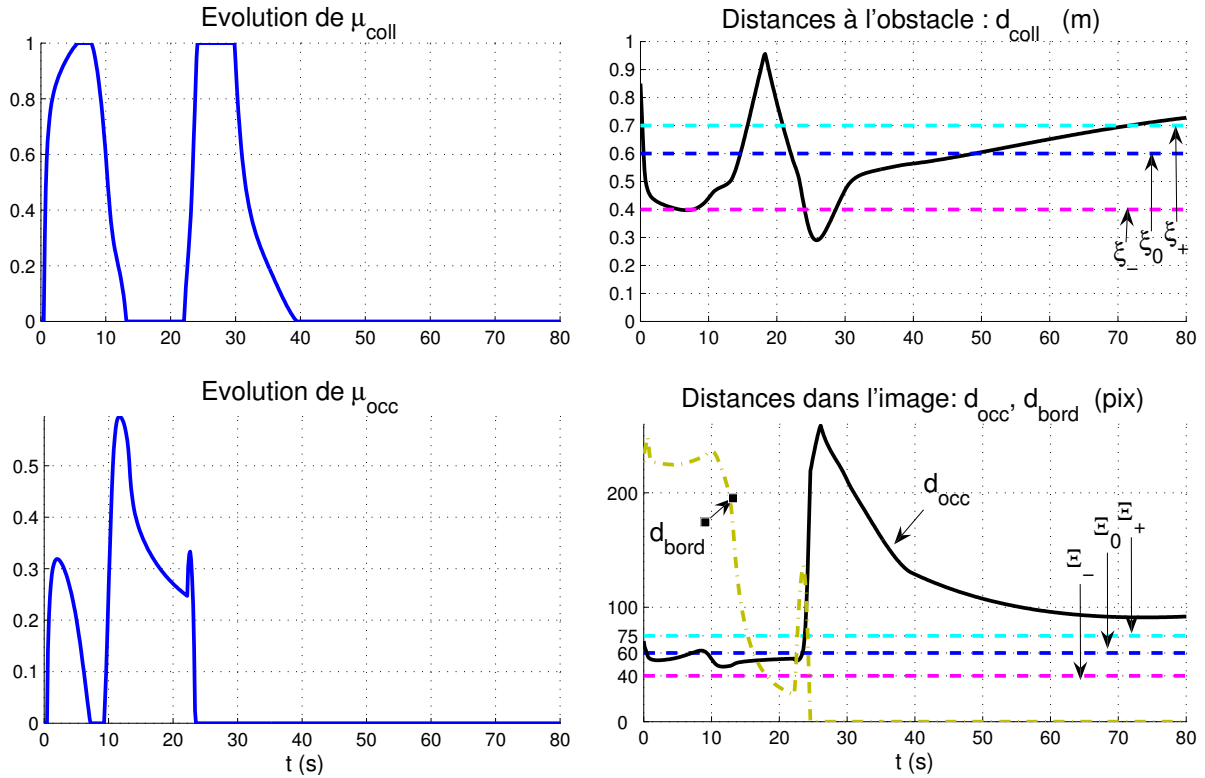 Evolution de μcoll
1
0.8
0.6
0.4
0.2
0
0 10 20 30 40 50 60 70 80
Distances à l'obstacle : dcoll (m)
1
0.9
0.8
0.7
0.6
0.5
0.4
0.3
0.2
0.1
0
0 10 20 30 40 50 60 70 80
ξ− ξ0 ξ+
Evolution de μocc
0.5
0.4
0.3
0.2
0.1
0
0 10 20 30 40 50 60 70 80
t (s)
Distances dans l'image: docc, dbord (pix)
200
100
75
60
40
0
0 10 20 30 40 50 60 70 80
t (s)
dbord
docc
Ξ− Ξ0 Ξ+